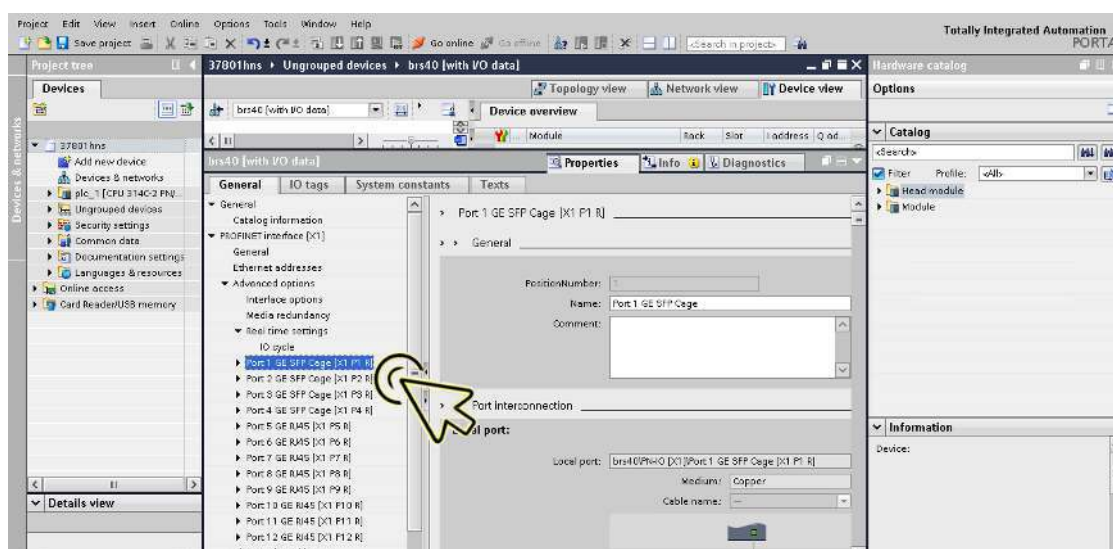 Project Edit View Insert Online Options Tools Window Help
Totally Integrated Automation
PORTA
Save project
Go online
Go offline
<Search in project>
Project tree
37801hns ▸ Ungrouped devices ▸ brs40 [with I/O data]
Hardware catalog
Devices
Topology view
Network view
Device view
Options
brs40 [with I/O data]
Device overview
Module
Rack
Slot
I address
Q ad...
Catalog
<Search>
Filter
Profile:
<All>
Head module
Module
Devices & networks
37801hns
Add new device
Devices & networks
plc_1 [CPU 314C-2 PN/...
Ungrouped devices
Security settings
Common data
Documentation settings
Languages & resources
Online access
Card Reader/USB memory
Details view
brs40 [with I/O data]
Properties
Info
Diagnostics
General
IO tags
System constants
Texts
General
Catalog information
PROFINET interface [X1]
General
Ethernet addresses
Advanced options
Interface options
Media redundancy
Real time settings
IO cycle
Port 1 GE SFP Cage [X1 P1 R]
Port 2 GE SFP Cage [X1 P2 R]
Port 3 GE SFP Cage [X1 P3 R]
Port 4 GE SFP Cage [X1 P4 R]
Port 5 GE RJ45 [X1 P5 R]
Port 6 GE RJ45 [X1 P6 R]
Port 7 GE RJ45 [X1 P7 R]
Port 8 GE RJ45 [X1 P8 R]
Port 9 GE RJ45 [X1 P9 R]
Port 10 GE RJ45 [X1 P10 R]
Port 11 GE RJ45 [X1 P11 R]
Port 12 GE RJ45 [X1 P12 R]
Port 1 GE SFP Cage [X1 P1 R]
General
PositionNumber: 1
Name: Port 1 GE SFP Cage
Comment:
Port interconnection
al port:
Local port: brs40\PN-IO [X1]\Port 1 GE SFP Cage [X1 P1 R]
Medium: Copper
Cable name: ---
Information
Device: